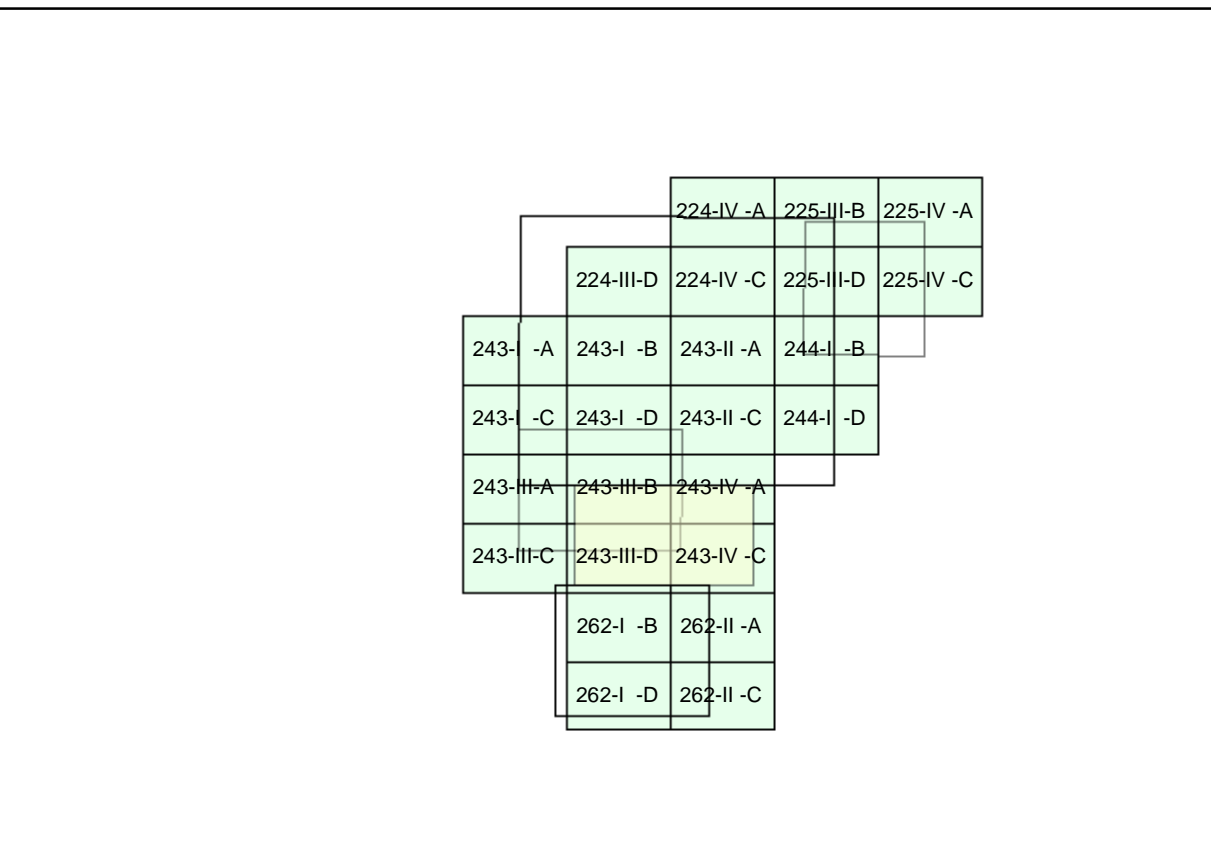 224-IV -A 225-III-B 225-IV -A
224-III-D 224-IV -C 225-III-D 225-IV -C
243-I -A 243-I -B 243-II -A 244-I -B
243-I -C 243-I -D 243-II -C 244-I -D
243-III-A 243-III-B 243-IV -A
243-III-C 243-III-D 243-IV -C
262-I -B 262-II -A
262-I -D 262-II -C